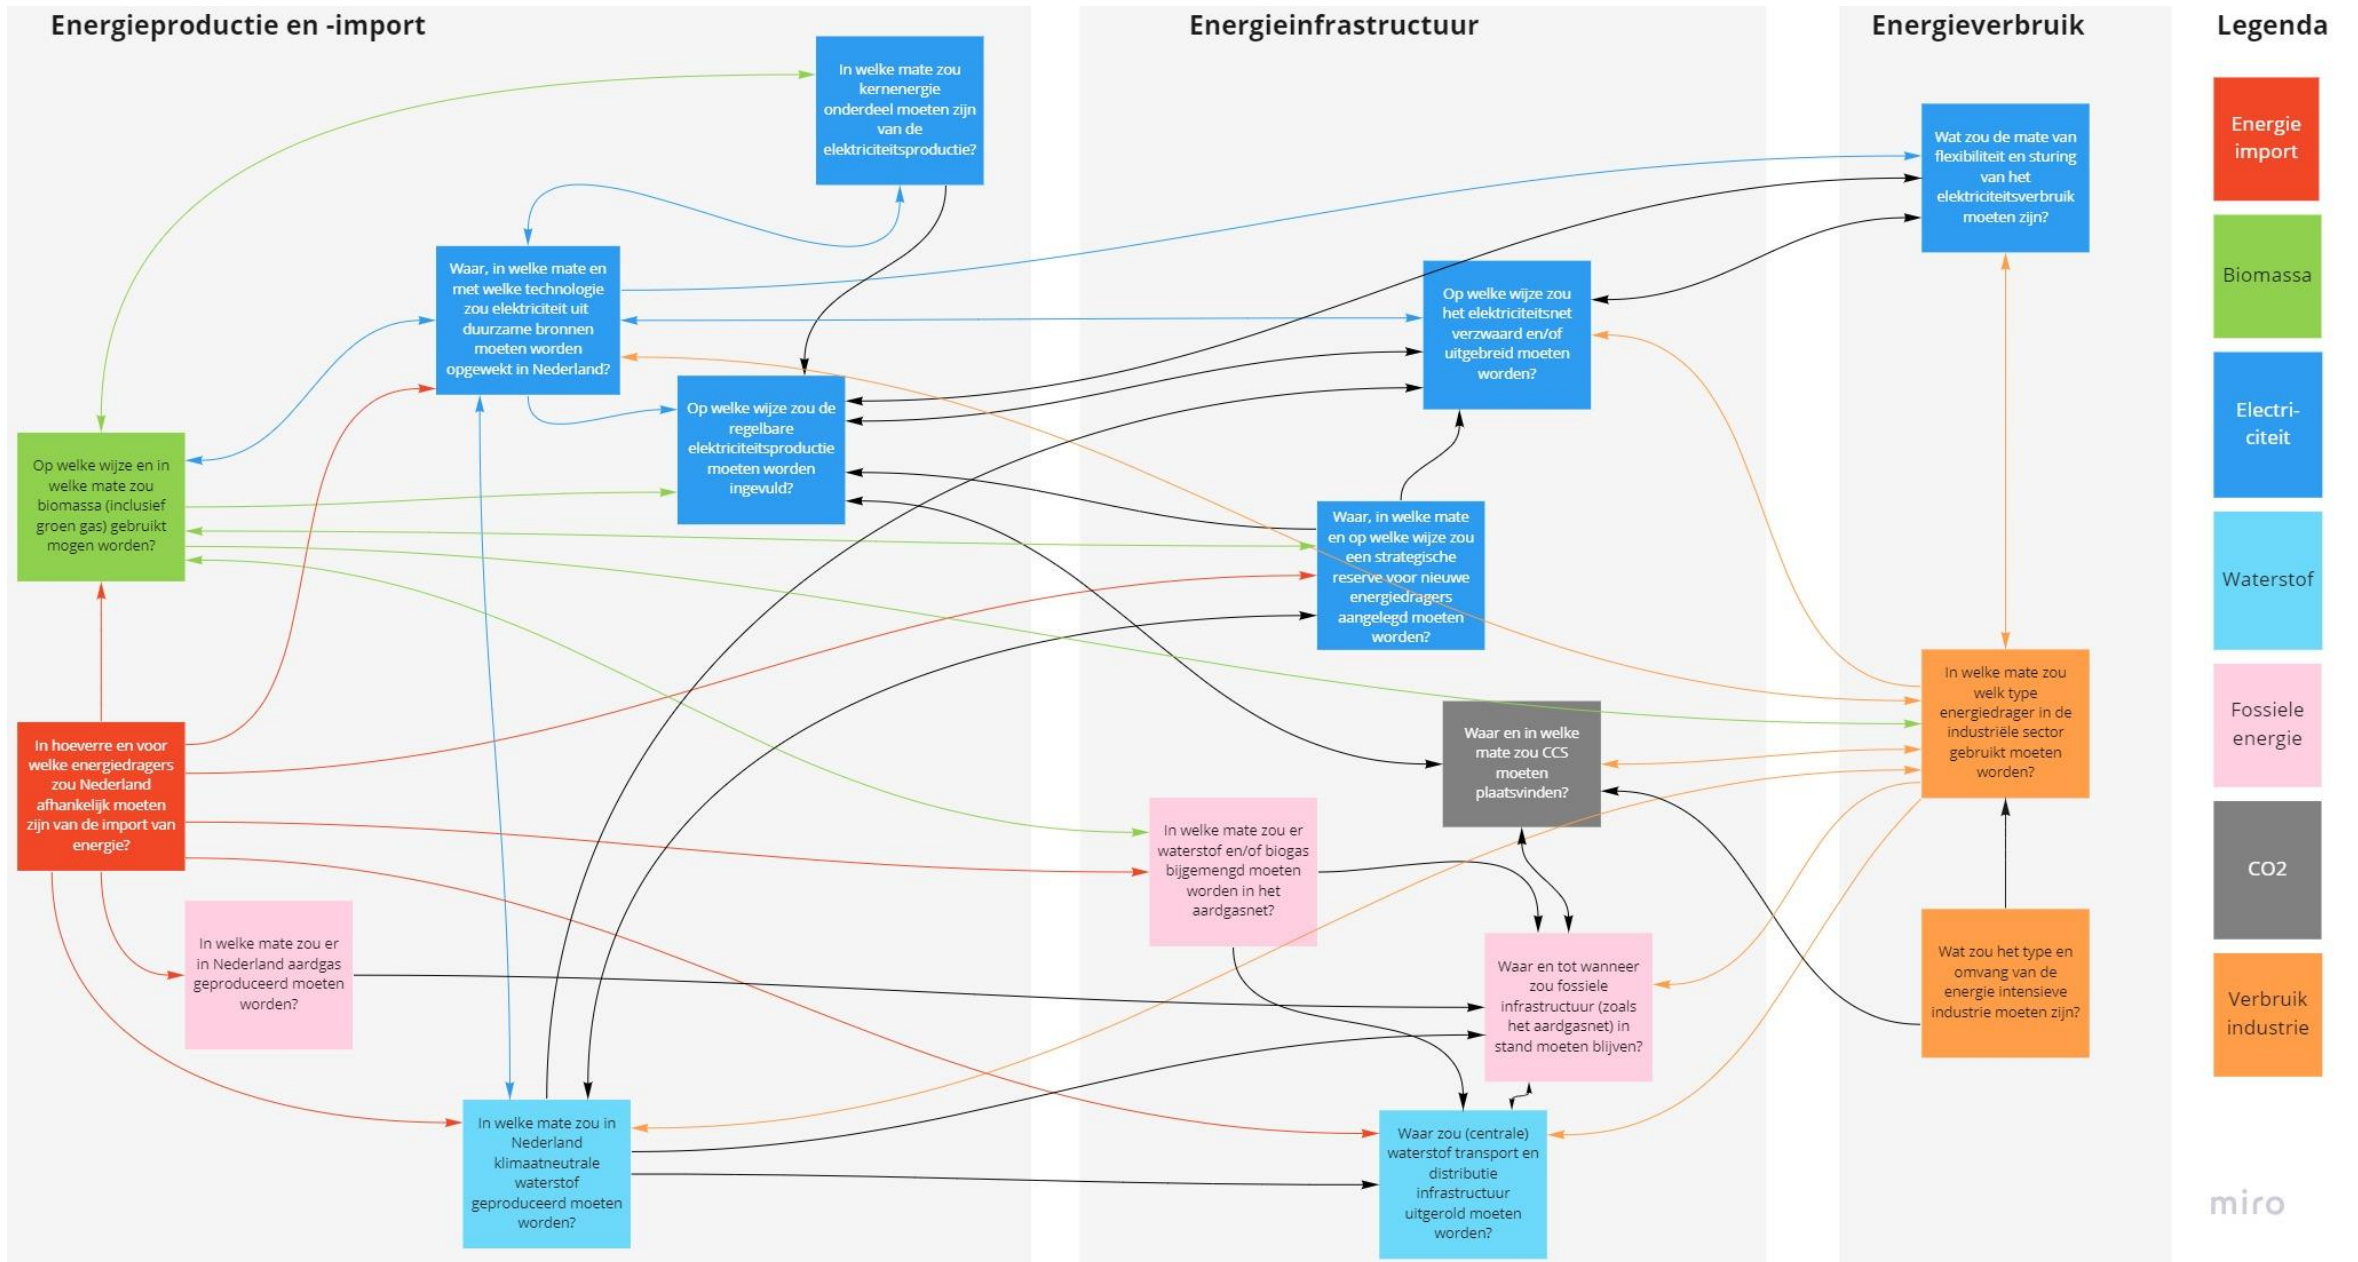 Energieproductie en -import
In welke mate zou
kernenergie
onderdeel moeten zijn
van de
elektriciteitsproductie?
Waar, in welke mate en
met welke technologie
zou elektriciteit uit
duurzame bronnen
moeten worden
opgewekt in Nederland?
Op welke wijze zou de
regelbare
elektriciteitsproductie
moeten worden
ingevuld?
Op welke wijze en in
welke mate zou
biomassa (inclusief
groen gas) gebruikt
mogen worden?
In hoeverre en voor
welke energiedragers
zou Nederland
afhankelijk moeten
zijn van de import van
energie?
In welke mate zou er
in Nederland aardgas
geproduceerd moeten
worden?
In welke mate zou in
Nederland
klimaatneutrale
waterstof
geproduceerd moeten
worden?
Energieinfrastructuur
Op welke wijze zou
het elektriciteitsnet
verzwaard en/of
uitgebreid moeten
worden?
Waar, in welke mate
en op welke wijze zou
een strategische
reserve voor nieuwe
energiedragers
aangelegd moeten
worden?
Waar en in welke
mate zou CCS
moeten
plaatsvinden?
In welke mate zou er
waterstof en/of biogas
bijgemengd moeten
worden in het
aardgasnet?
Waar en tot wanneer
zou fossiele
infrastructuur (zoals
het aardgasnet) in
stand moeten blijven?
Waar zou (centrale)
waterstof transport en
distributie
infrastructuur
uitgerold moeten
worden?
Energieverbruik
Wat zou de mate van
flexibiliteit en sturing
van het
elektriciteitsverbruik
moeten zijn?
In welke mate zou
welk type
energiedrager in de
industriële sector
gebruikt moeten
worden?
Wat zou het type en
omvang van de
energie intensieve
industrie moeten zijn?
Legenda
Energie
import
Biomassa
Electri-
citeit
Waterstof
Fossiele
energie
CO2
Verbruik
industrie
miro